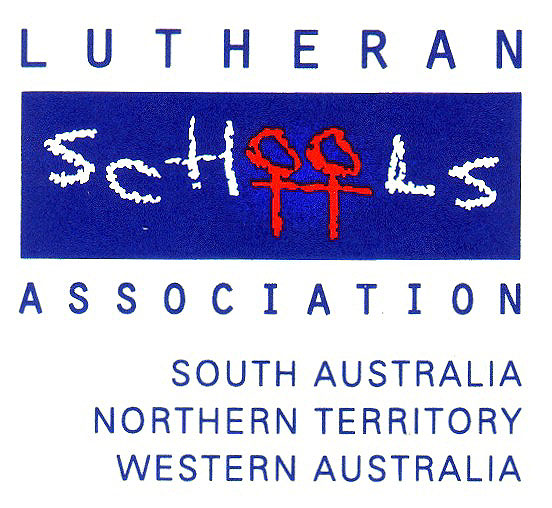 LUTHERAN
ScHOOLS
ASSOCIATION
SOUTH AUSTRALIA
NORTHERN TERRITORY
WESTERN AUSTRALIA